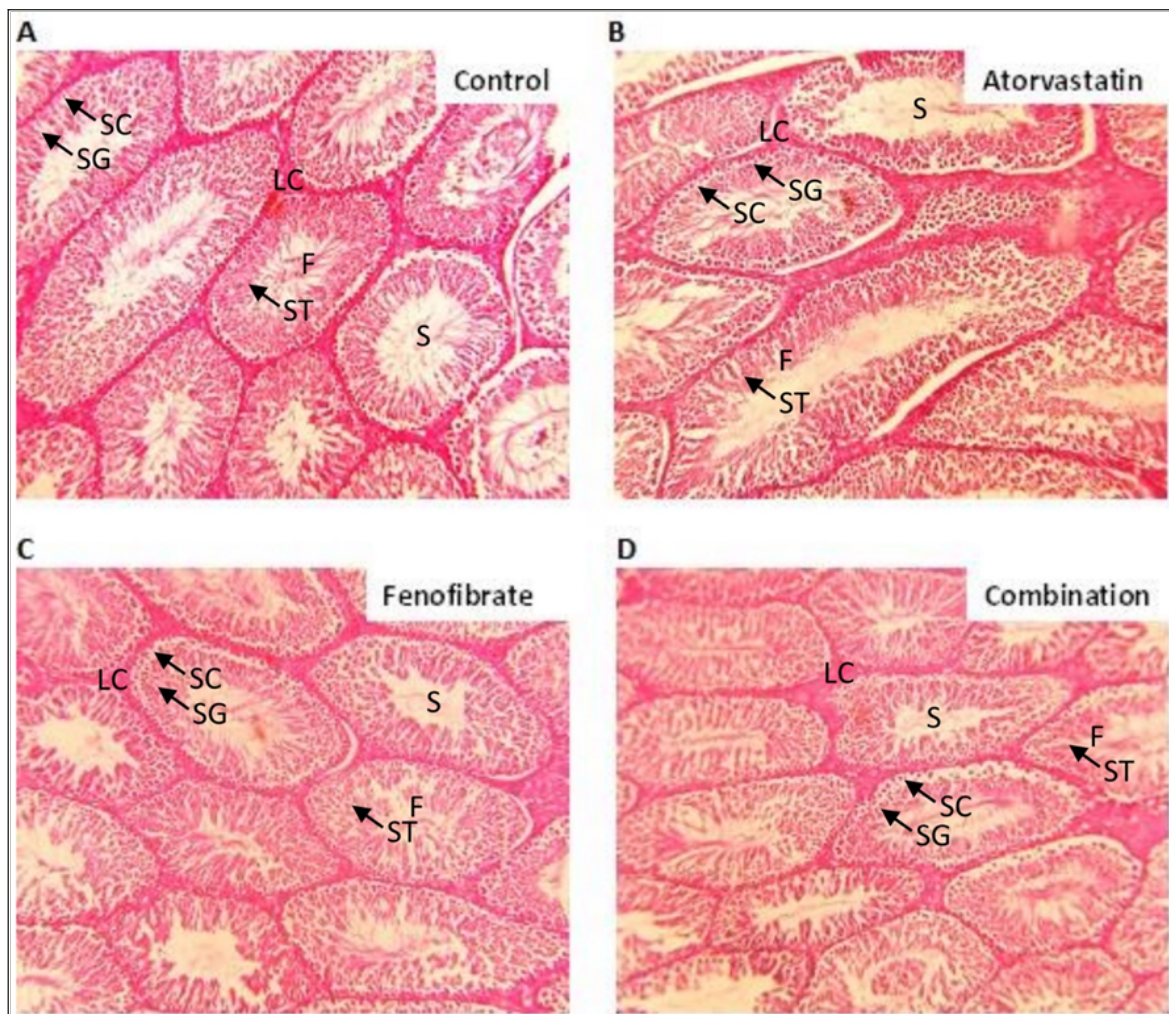 A
Control
SC
SG
LC
F
ST
S
B
Atorvastatin
S
LC
SG
SC
F
ST
C
Fenofibrate
SC
LC
SG
S
F
ST
D
Combination
LC
S
F
ST
SC
SG